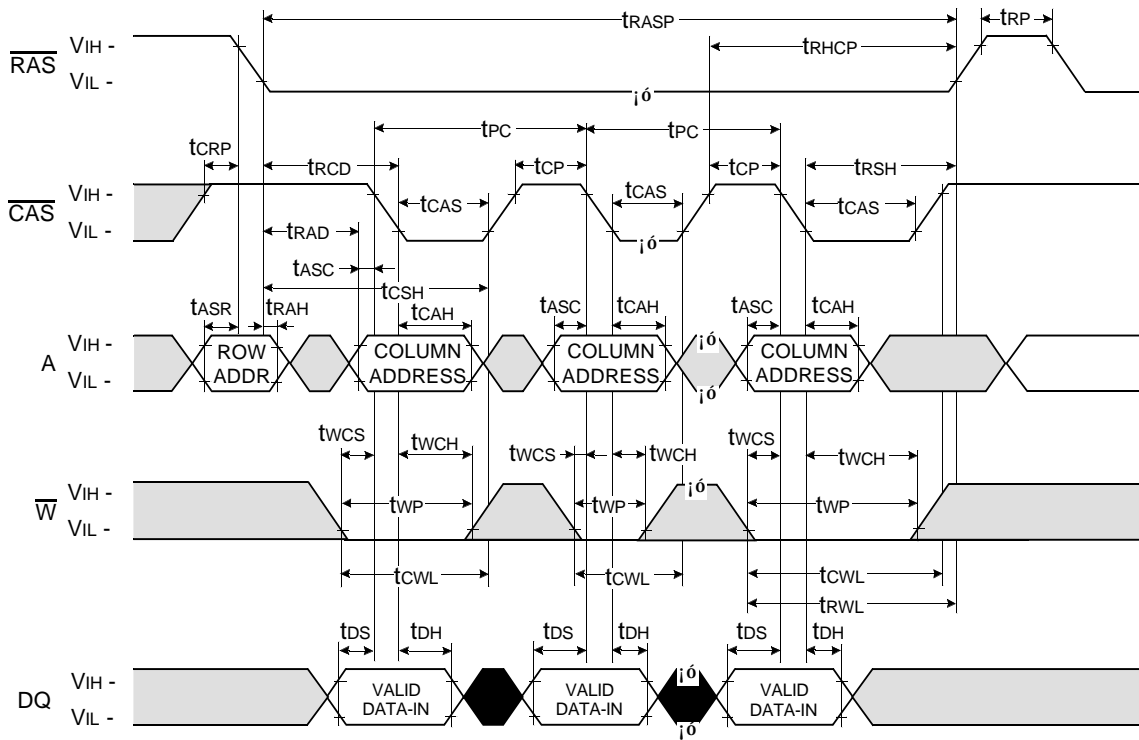 tRASP
tRP
tRHCP
RAS
VIH -
VIL -
¡ó
tPC
tPC
tCRP
tRCD
tCP
tCP
tRSH
CAS
VIH -
VIL -
tCAS
tCAS
tCAS
¡ó
tRAD
tASC
tCSH
tASR
tRAH
tCAH
tASC
tCAH
tASC
tCAH
A
VIH -
VIL -
ROW
ADDR
COLUMN
ADDRESS
COLUMN
ADDRESS
¡ó
¡ó
COLUMN
ADDRESS
tWCS
tWCH
tWCS
tWCH
tWCS
tWCH
W
VIH -
VIL -
tWP
tWP
¡ó
tWP
tCWL
tCWL
tCWL
tRWL
tDS
tDH
tDS
tDH
tDS
tDH
DQ
VIH -
VIL -
VALID
DATA-IN
VALID
DATA-IN
¡ó
¡ó
VALID
DATA-IN